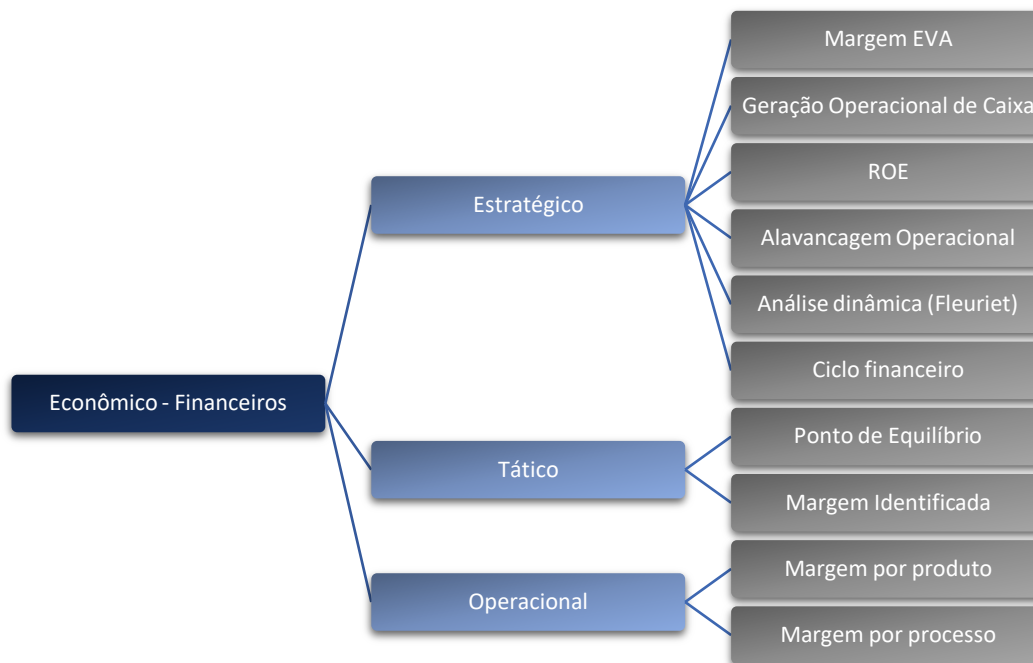 Econômico - Financeiros
Estratégico
Margem EVA
Geração Operacional de Caixa
ROE
Alavancagem Operacional
Análise dinâmica (Fleuriet)
Ciclo financeiro
Tático
Ponto de Equilíbrio
Margem Identificada
Operacional
Margem por produto
Margem por processo